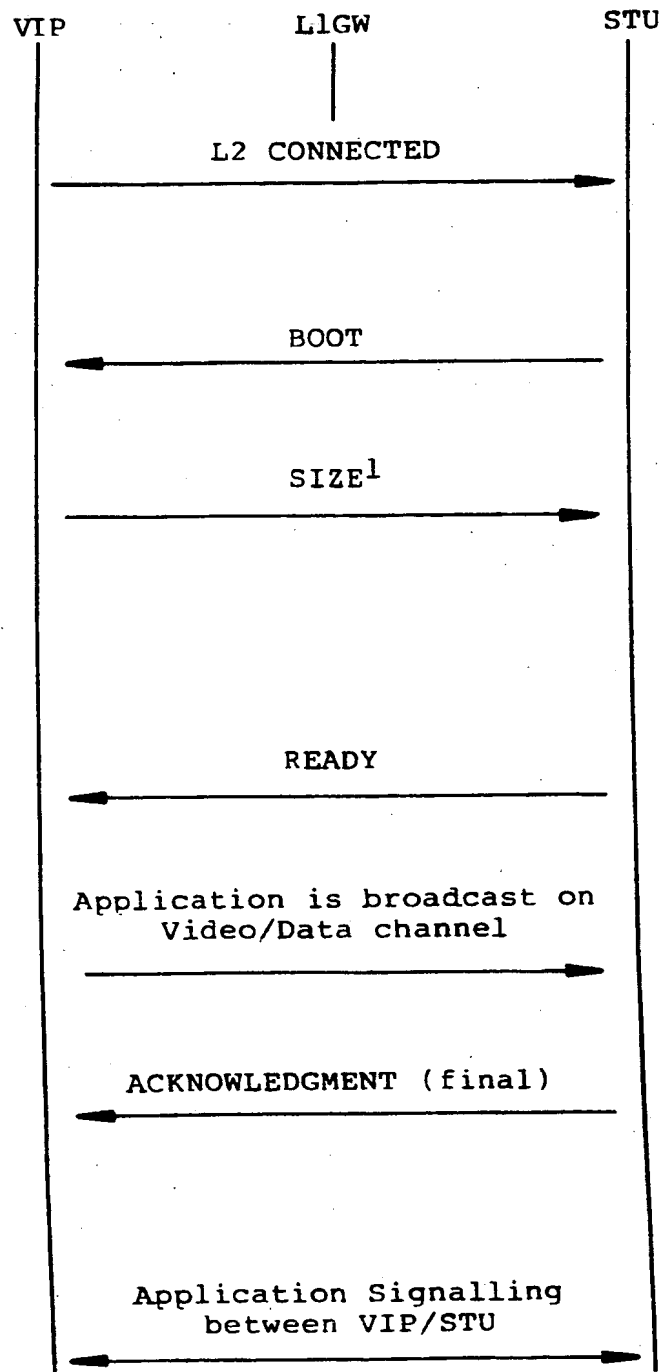 VIP L1GW STU
L2 CONNECTED
BOOT
SIZE1
READY
Application is broadcast on
Video/Data channel
ACKNOWLEDGMENT (final)
Application Signalling
between VIP/STU